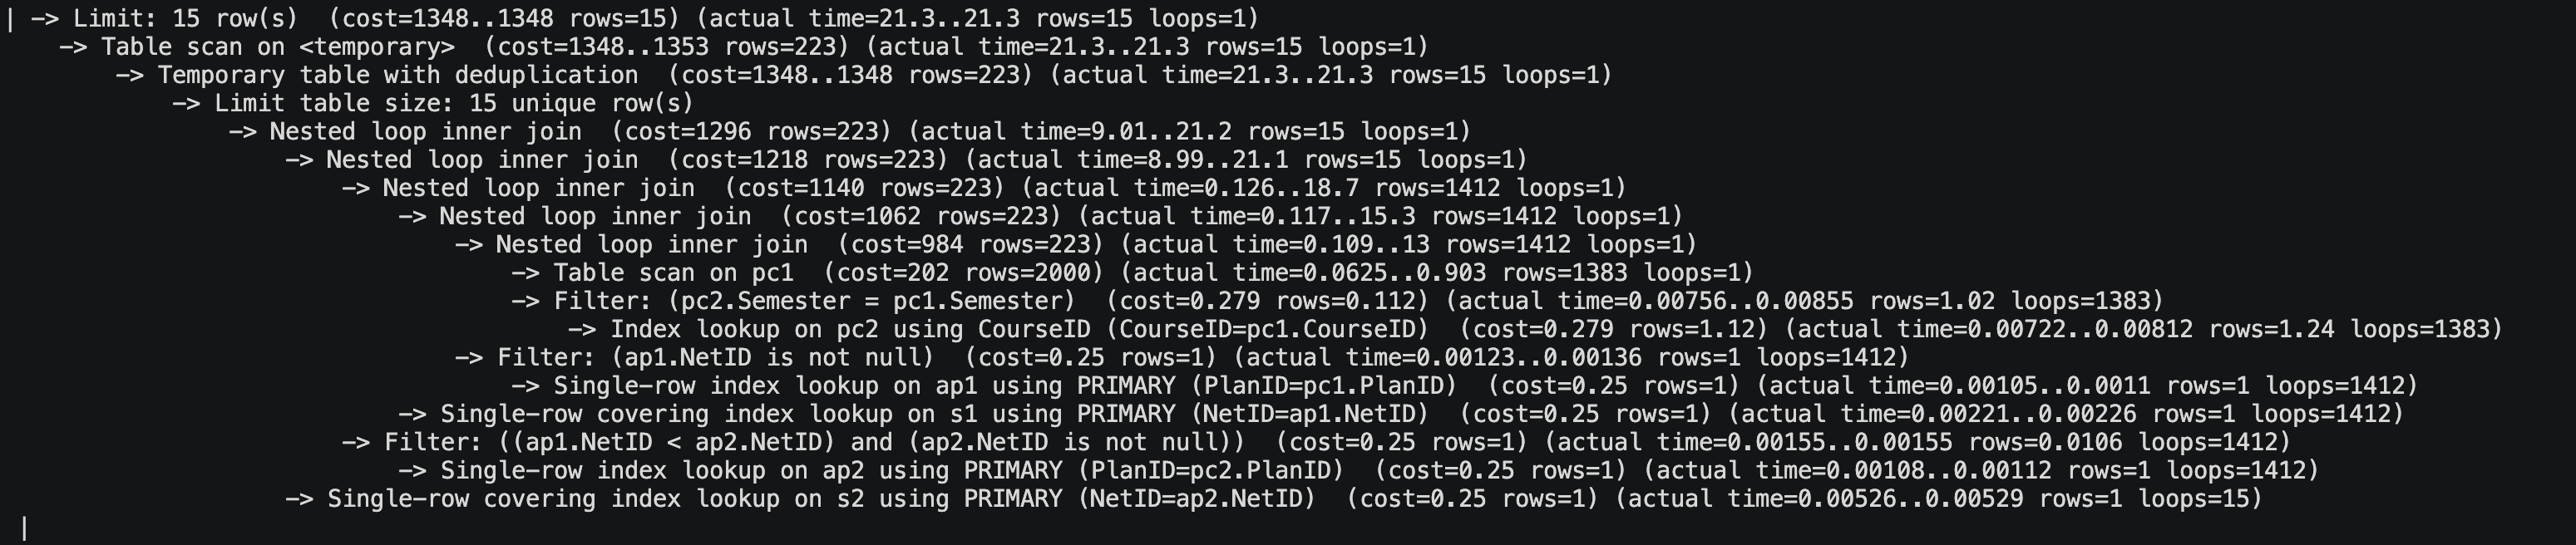 | -> Limit: 15 row(s)  (cost=1348..1348 rows=15) (actual time=21.3..21.3 rows=15 loops=1)
    -> Table scan on <temporary>  (cost=1348..1353 rows=223) (actual time=21.3..21.3 rows=15 loops=1)
        -> Temporary table with deduplication  (cost=1348..1348 rows=223) (actual time=21.3..21.3 rows=15 loops=1)
            -> Limit table size: 15 unique row(s)
                -> Nested loop inner join  (cost=1296 rows=223) (actual time=9.01..21.2 rows=15 loops=1)
                    -> Nested loop inner join  (cost=1218 rows=223) (actual time=8.99..21.1 rows=15 loops=1)
                        -> Nested loop inner join  (cost=1140 rows=223) (actual time=0.126..18.7 rows=1412 loops=1)
                            -> Nested loop inner join  (cost=1062 rows=223) (actual time=0.117..15.3 rows=1412 loops=1)
                                -> Nested loop inner join  (cost=984 rows=223) (actual time=0.109..13 rows=1412 loops=1)
                                    -> Table scan on pc1  (cost=202 rows=2000) (actual time=0.0625..0.903 rows=1383 loops=1)
                                    -> Filter: (pc2.Semester = pc1.Semester)  (cost=0.279 rows=0.112) (actual time=0.00756..0.00855 rows=1.02 loops=1383)
                                        -> Index lookup on pc2 using CourseID (CourseID=pc1.CourseID)  (cost=0.279 rows=1.12) (actual time=0.00722..0.00812 rows=1.24 loops=1383)
                                -> Filter: (ap1.NetID is not null)  (cost=0.25 rows=1) (actual time=0.00123..0.00136 rows=1 loops=1412)
                                    -> Single-row index lookup on ap1 using PRIMARY (PlanID=pc1.PlanID)  (cost=0.25 rows=1) (actual time=0.00105..0.0011 rows=1 loops=1412)
                            -> Single-row covering index lookup on s1 using PRIMARY (NetID=ap1.NetID)  (cost=0.25 rows=1) (actual time=0.00221..0.00226 rows=1 loops=1412)
                        -> Filter: ((ap1.NetID < ap2.NetID) and (ap2.NetID is not null))  (cost=0.25 rows=1) (actual time=0.00155..0.00155 rows=0.0106 loops=1412)
                            -> Single-row index lookup on ap2 using PRIMARY (PlanID=pc2.PlanID)  (cost=0.25 rows=1) (actual time=0.00108..0.00112 rows=1 loops=1412)
                    -> Single-row covering index lookup on s2 using PRIMARY (NetID=ap2.NetID)  (cost=0.25 rows=1) (actual time=0.00526..0.00529 rows=1 loops=15)
|